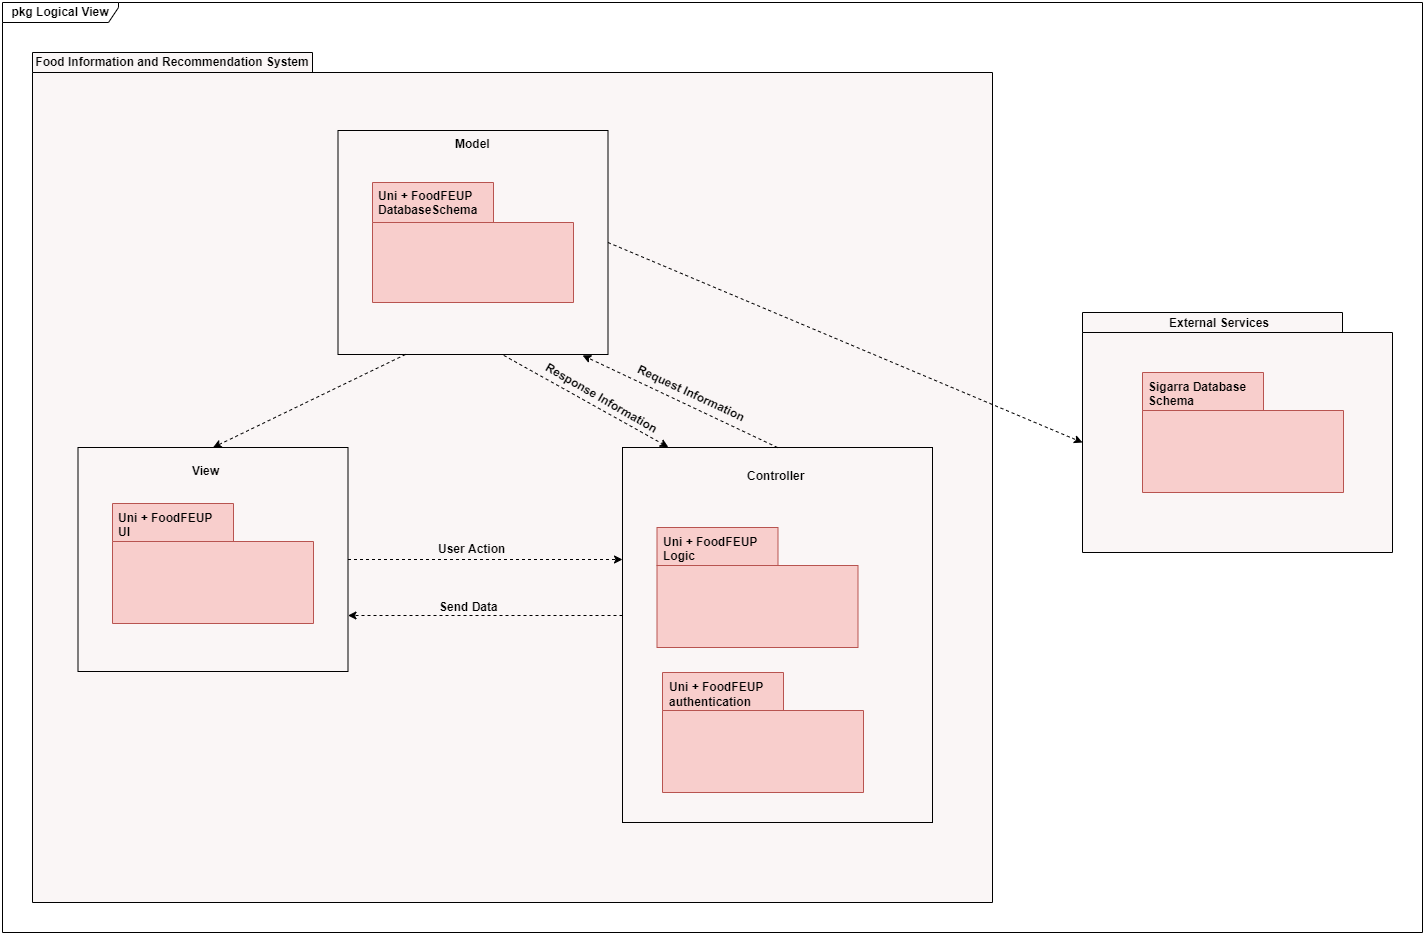 pkg Logical View
Food Information and Recommendation System
Model
Uni + FoodFEUP
DatabaseSchema
External Services
Sigarra Database
Schema
Response Information
Request Information
View
Uni + FoodFEUP
UI
User Action
Send Data
Controller
Uni + FoodFEUP
Logic
Uni + FoodFEUP
authentication